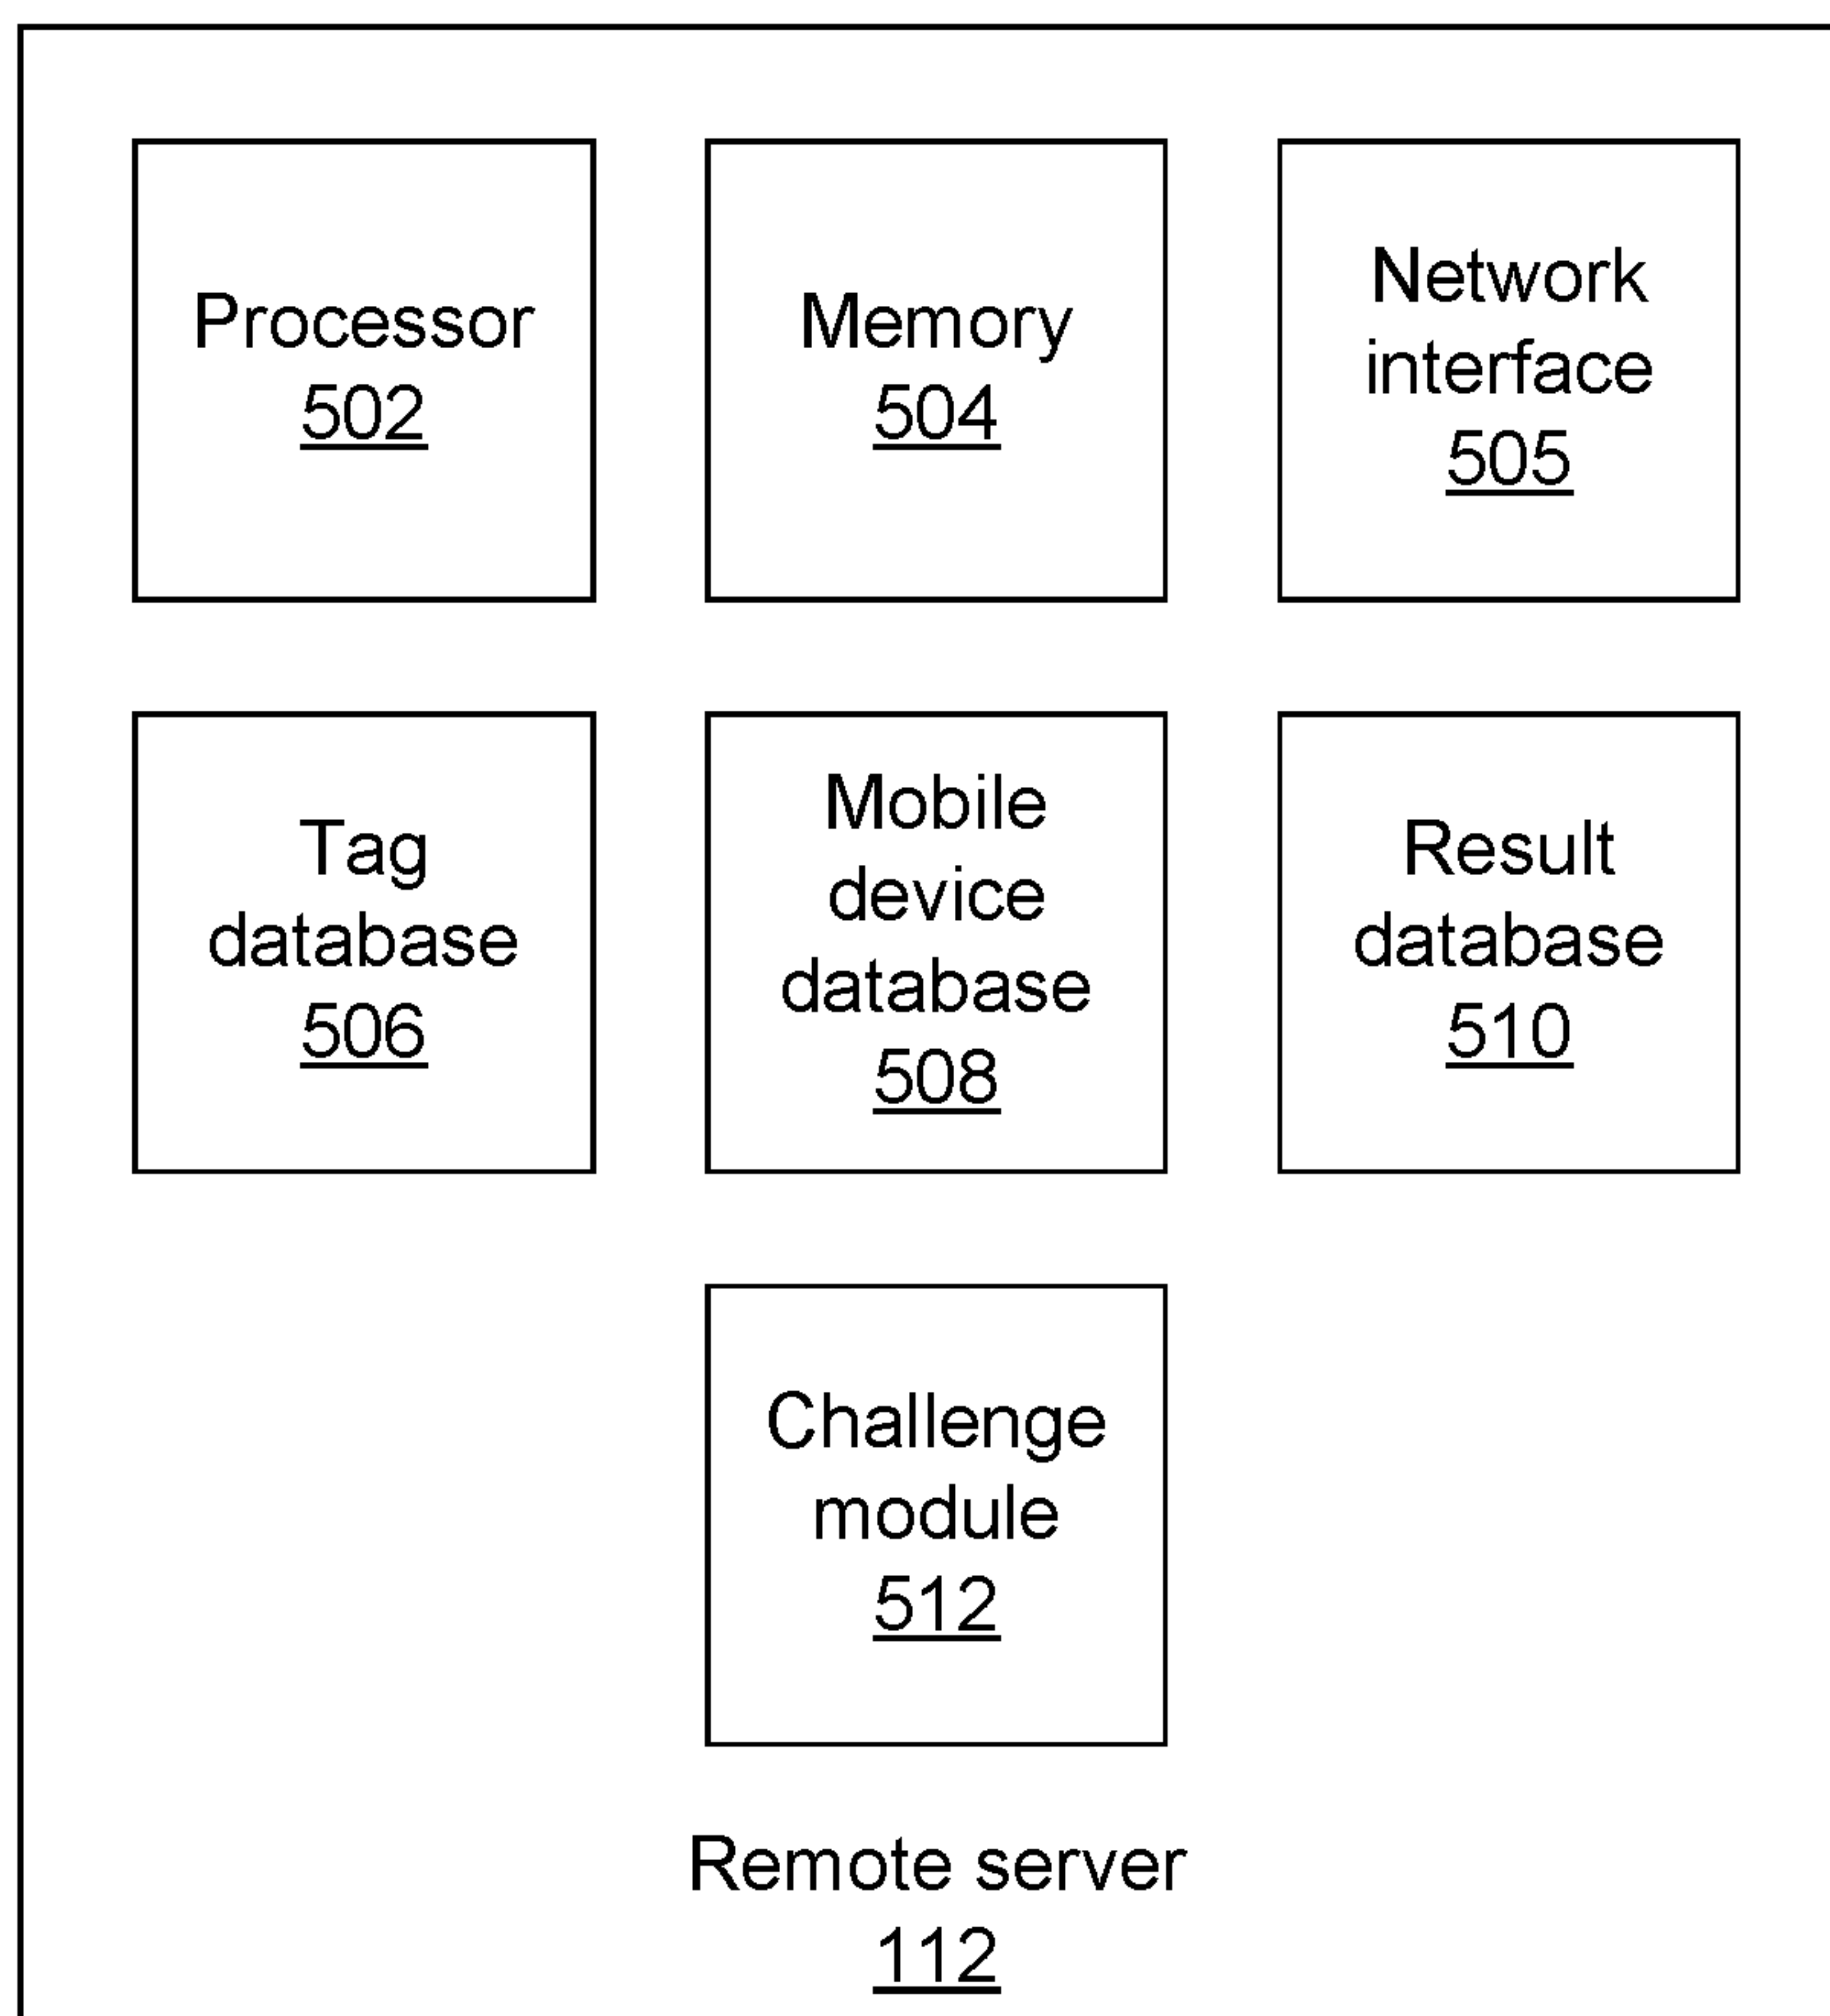 Processor
502
Memory
504
Network
interface
505
Tag
database
506
Mobile
device
database
508
Result
database
510
Challenge
module
512
Remote server
112